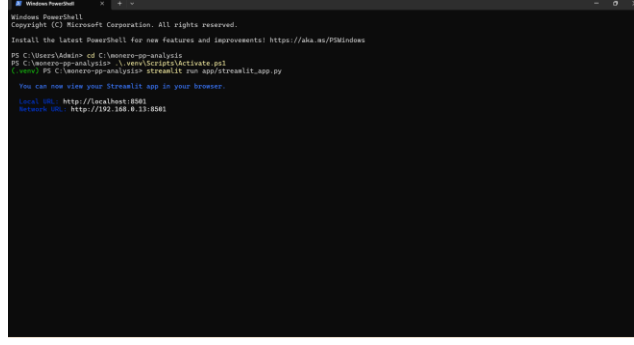 Windows PowerShell
Windows PowerShell
Copyright (C) Microsoft Corporation. All rights reserved.
Install the latest PowerShell for new features and improvements! https://aka.ms/PSWindows
PS C:\Users\Admin> cd C:\monero-pp-analysis
PS C:\monero-pp-analysis> .\.venv\Scripts\Activate.ps1
(.venv) PS C:\monero-pp-analysis> streamlit run app/streamlit_app.py
You can now view your Streamlit app in your browser.
Local URL: http://localhost:8501
Network URL: http://192.168.0.13:8501